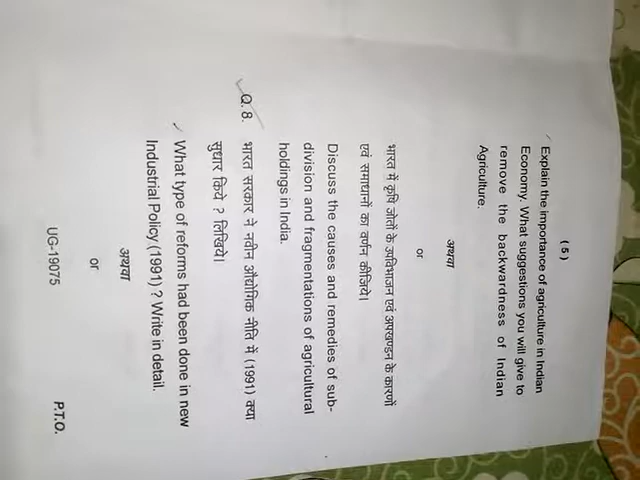 (5)
Explain the importance of agriculture in Indian
Economy. What suggestions you will give to
remove the backwardness of Indian
Agriculture.
अथवा
or
भारत में कृषि जोतों के उपविभाजन एवं अपखण्डन के कारणों
एवं समाधानों का वर्णन कीजिये।
Discuss the causes and remedies of sub-
division and fragmentations of agricultural
holdings in India.
Q. 8. भारत सरकार ने नवीन औद्योगिक नीति में (1991) क्या
सुधार किये ? लिखिये।
What type of reforms had been done in new
Industrial Policy (1991) ? Write in detail.
अथवा
or
UG-19075 P.T.O.